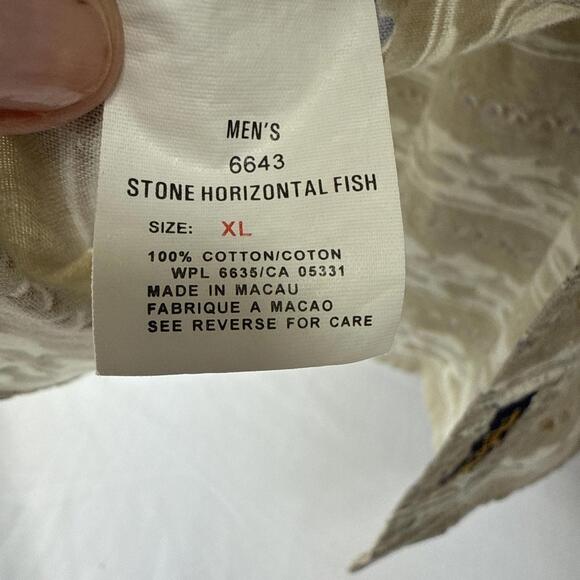 MEN'S
6643
STONE HORIZONTAL FISH
SIZE: XL
100% COTTON/COTON
WPL 6635/CA 05331
MADE IN MACAU
FABRIQUE A MACAO
SEE REVERSE FOR CARE